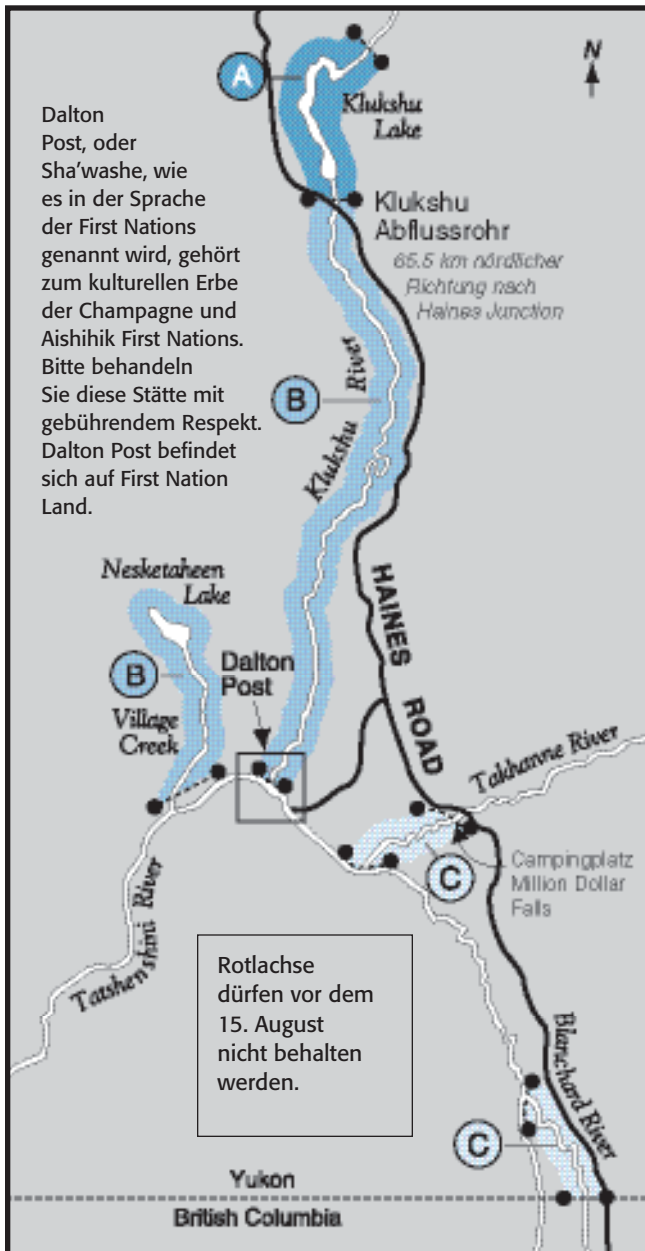 N
A
Klukshu
Lake
Dalton
Post, oder
Sha'washe, wie
es in der Sprache
der First Nations
genannt wird, gehört
zum kulturellen Erbe
der Champagne und
Aishihik First Nations.
Bitte behandeln
Sie diese Stätte mit
gebührendem Respekt.
Dalton Post befindet
sich auf First Nation
Land.
Klukshu
Abflussrohr
65.5 km nördlicher
Richtung nach
Haines Junction
B
Klukshu River
Nesketaheen
Lake
B
Village
Creek
Dalton
Post
HAINES ROAD
Takhanne River
C
Campingplatz
Million Dollar
Falls
Tatshenshini River
Rotlachse
dürfen vor dem
15. August
nicht behalten
werden.
Blanchard River
C
Yukon
British Columbia